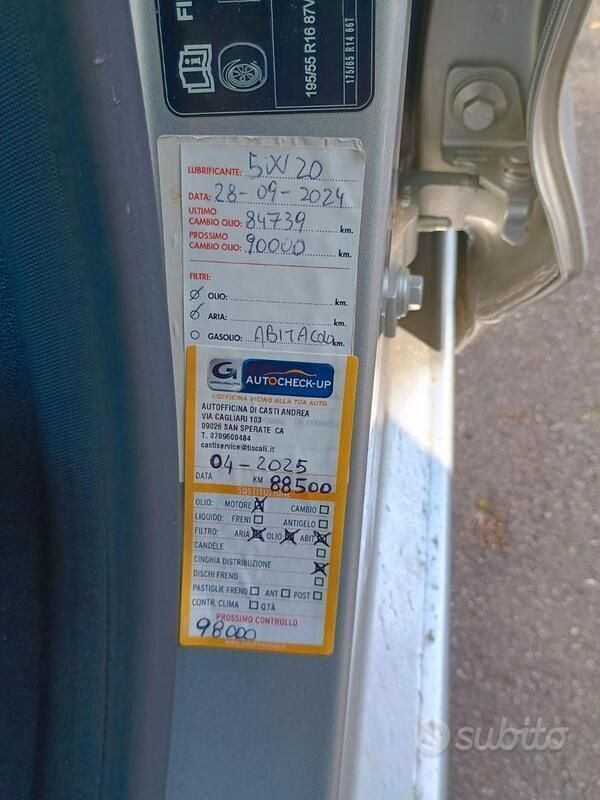 FI
195/55 R16 87V
175/65 R14 86T
LUBRIFICANTE: 5W20
DATA: 28-09-2024
ULTIMO
CAMBIO OLIO: 84739 km.
PROSSIMO
CAMBIO OLIO: 90000 km.
FILTRI:
OLIO: km.
ARIA: km.
GASOLIO: ABITACOLO km.
G
GROUPAUTO
AUTOCHECK-UP
L'OFFICINA VICINO ALLA TUA AUTO
AUTOFFICINA DI CASTI ANDREA
VIA CAGLIARI 103
09026 SAN SPERATE CA
T. 0709600484
castiservice@tiscali.it
04-2025
DATA KM 88500
SOSTITUZIONE
OLIO: MOTORE CAMBIO
LIQUIDO: FRENI ANTIGELO
FILTRO: ARIA OLIO ABIT
CANDELE
CINGHIA DISTRIBUZIONE
DISCHI FRENO
PASTIGLIE FRENO ANT POST
CONTR. CLIMA Q.TÀ
PROSSIMO CONTROLLO
98000
subito